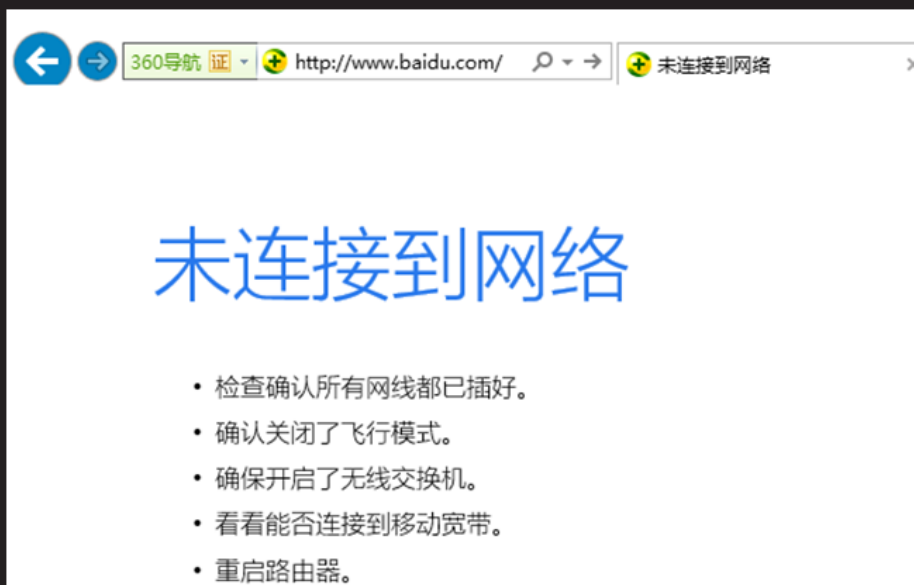 360导航 证 http://www.baidu.com/ 未连接到网络
未连接到网络
• 检查确认所有网线都已插好。
• 确认关闭了飞行模式。
• 确保开启了无线交换机。
• 看看能否连接到移动宽带。
• 重启路由器。